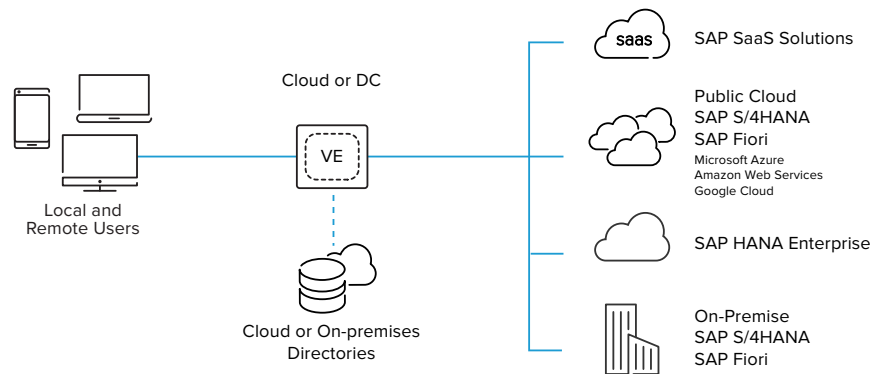 Local and
Remote Users
Cloud or DC
VE
Cloud or On-premises
Directories
saas
SAP SaaS Solutions
Public Cloud
SAP S/4HANA
SAP Fiori
Microsoft Azure
Amazon Web Services
Google Cloud
SAP HANA Enterprise
On-Premise
SAP S/4HANA
SAP Fiori